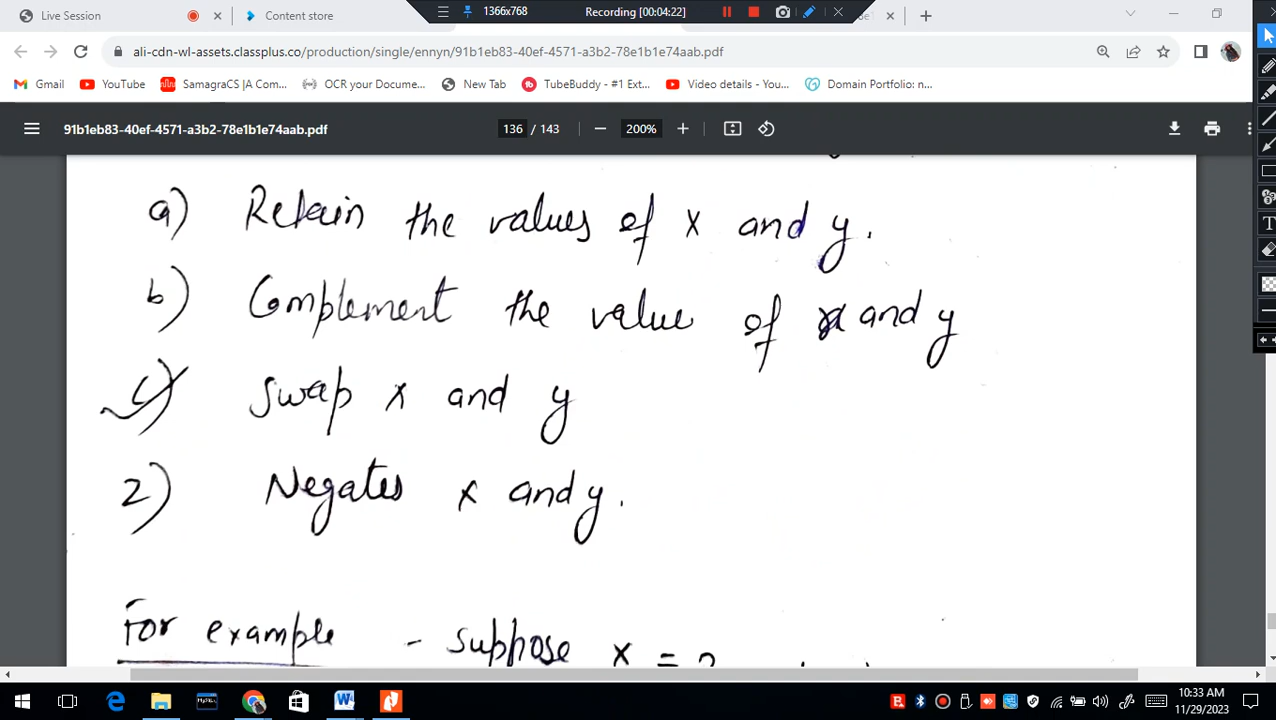 Live Session
Content store
1366x768
Recording [00:04:22]
ali-cdn-wl-assets.classplus.co/production/single/ennyn/91b1eb83-40ef-4571-a3b2-78e1b1e74aab.pdf
Gmail
YouTube
SamagraCS |A Com...
OCR your Docume...
New Tab
TubeBuddy - #1 Ext...
Video details - You...
Domain Portfolio: n...
91b1eb83-40ef-4571-a3b2-78e1b1e74aab.pdf
136 / 143
200%
a) Retain the values of x and y.
b) Complement the value of x and y
c) Swap x and y
2) Negates x and y.
For example - suppose x =
10:33 AM
11/29/2023